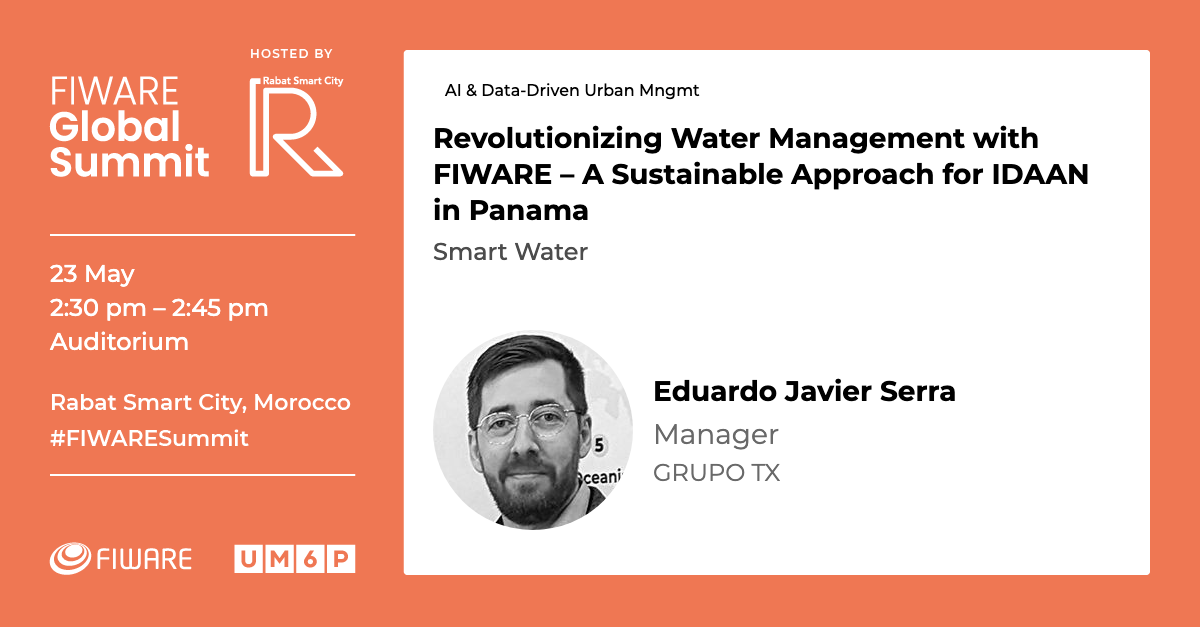 HOSTED BY
FIWARE
Global
Summit
Rabat Smart City
R
23 May
2:30 pm – 2:45 pm
Auditorium
Rabat Smart City, Morocco
#FIWARESummit
FIWARE
UM6P
AI & Data-Driven Urban Mngmt
Revolutionizing Water Management with
FIWARE – A Sustainable Approach for IDAAN
in Panama
Smart Water
5
Eduardo Javier Serra
Manager
GRUPO TX